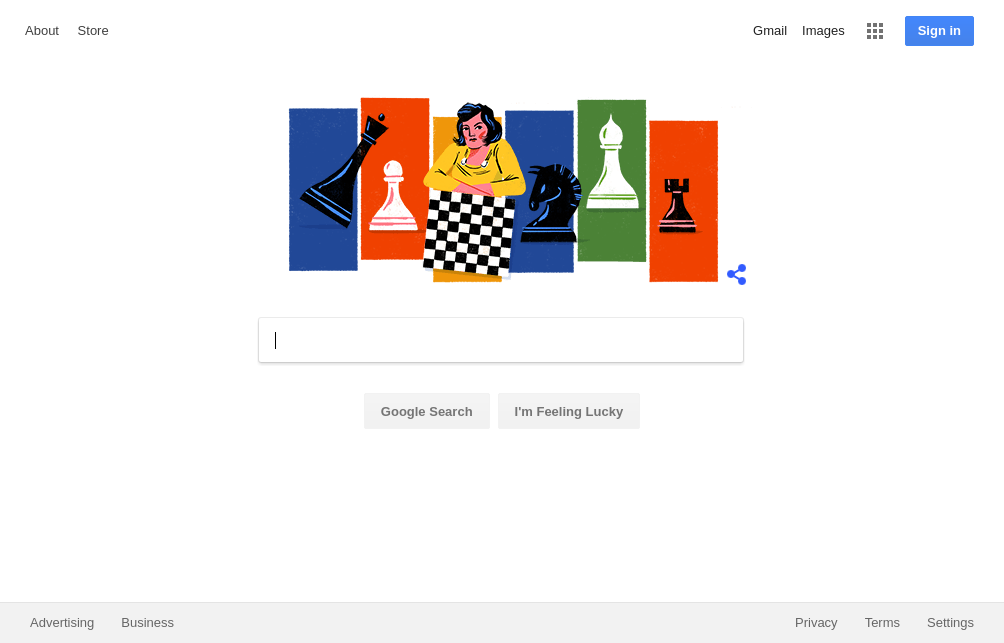 About Store Gmail Images Sign in
Google Search I'm Feeling Lucky
Advertising Business Privacy Terms Settings